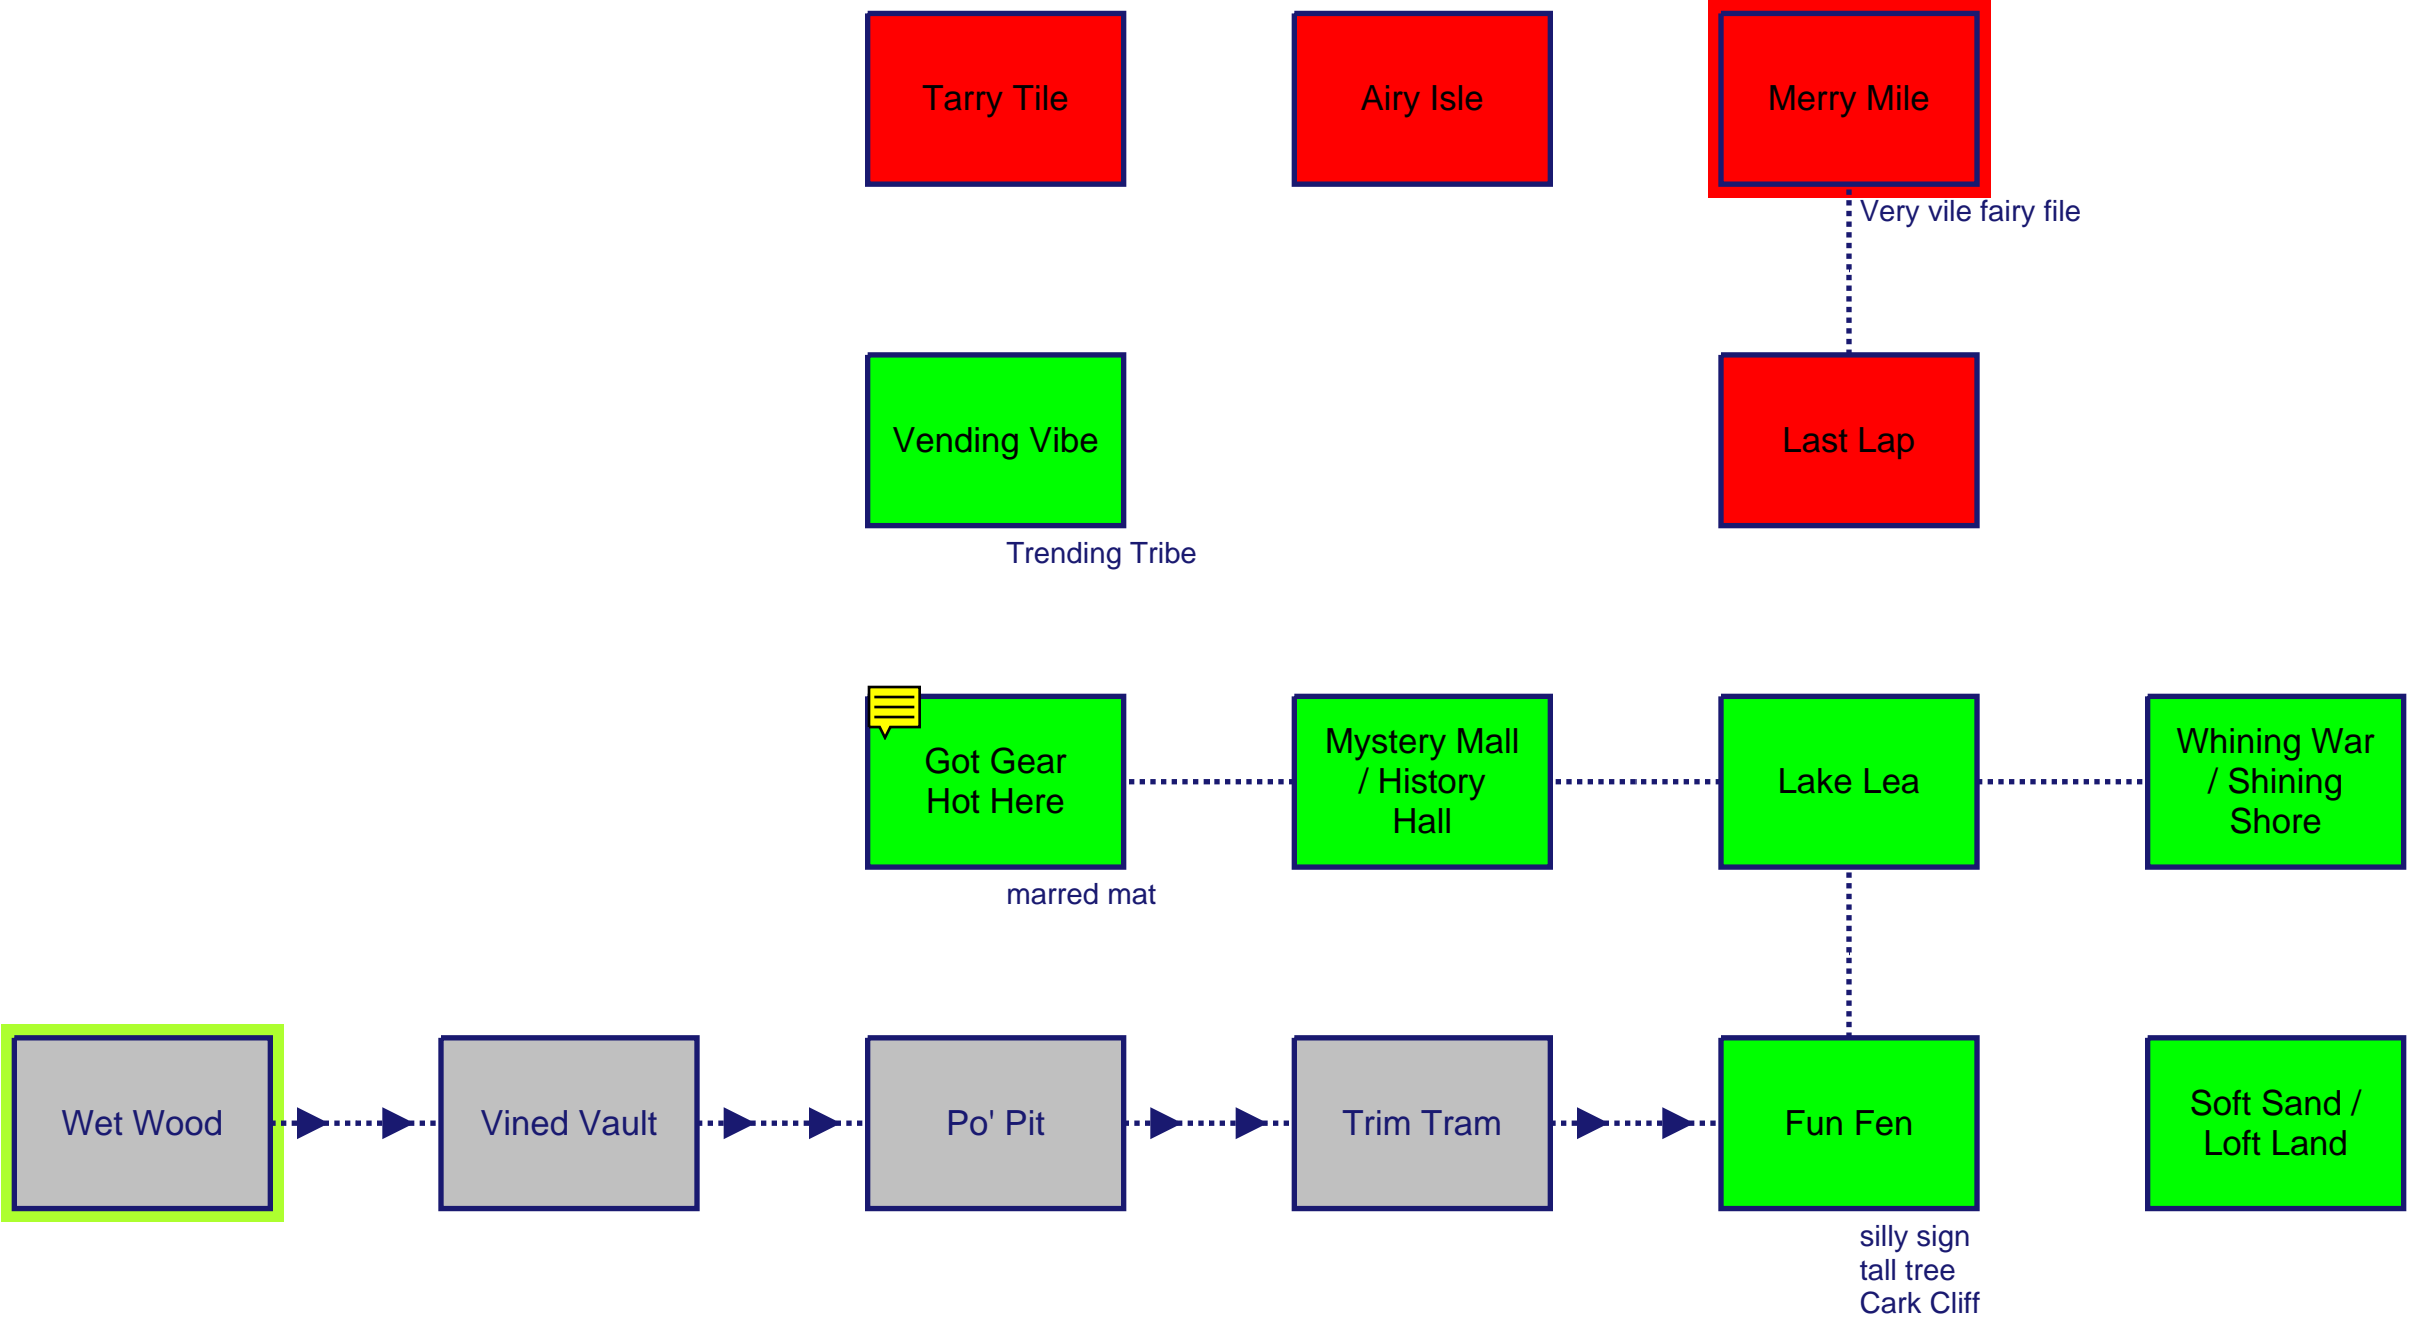 Tarry Tile
Airy Isle
Merry Mile
Very vile fairy file
Vending Vibe
Last Lap
Trending Tribe
Got Gear
Hot Here
Mystery Mall
/ History
Hall
Lake Lea
Whining War
/ Shining
Shore
marred mat
Wet Wood
Vined Vault
Po' Pit
Trim Tram
Fun Fen
Soft Sand /
Loft Land
silly sign
tall tree
Cark Cliff